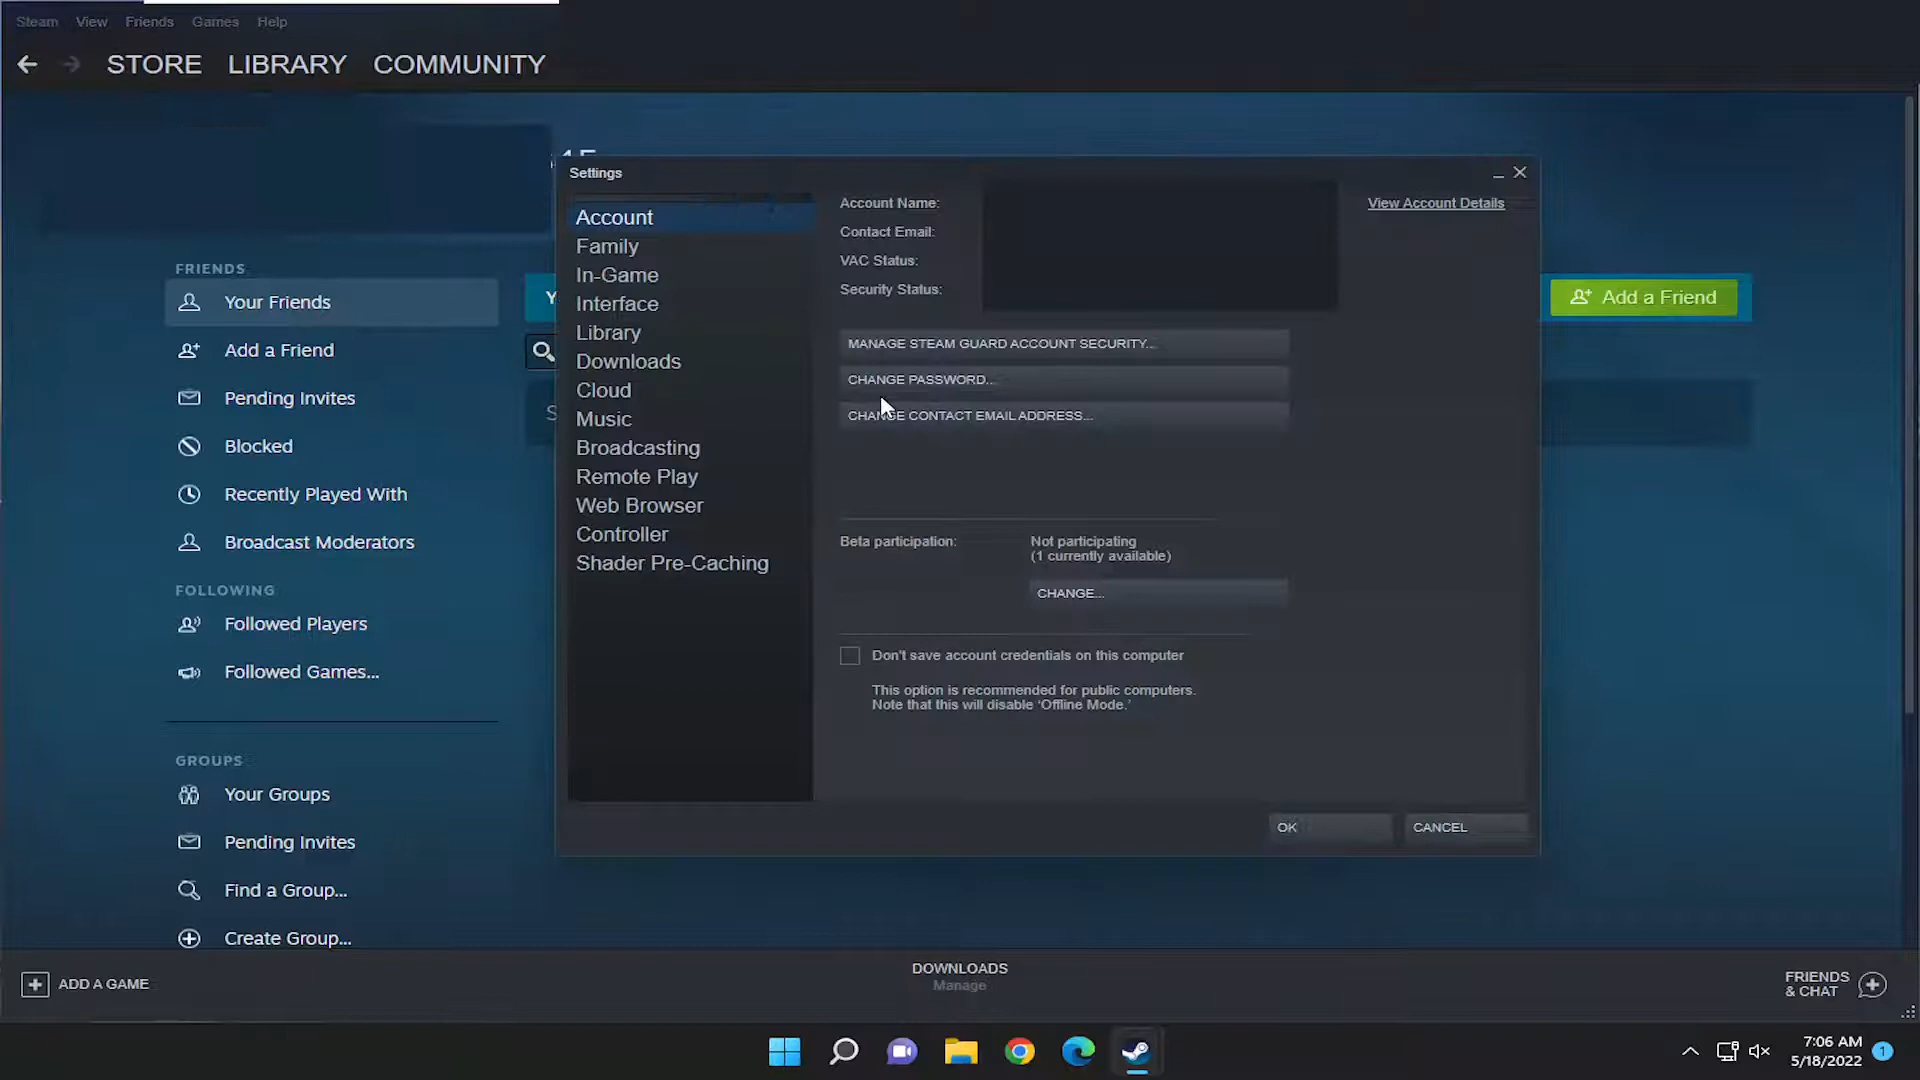 Steam View Friends Games Help
STORE LIBRARY COMMUNITY
Settings
Account
Family
In-Game
Interface
Library
Downloads
Cloud
Music
Broadcasting
Remote Play
Web Browser
Controller
Shader Pre-Caching
Account Name:
Contact Email:
VAC Status:
Security Status:
View Account Details
MANAGE STEAM GUARD ACCOUNT SECURITY...
CHANGE PASSWORD...
CHANGE CONTACT EMAIL ADDRESS...
Beta participation:
Not participating
(1 currently available)
CHANGE...
Don't save account credentials on this computer
This option is recommended for public computers.
Note that this will disable 'Offline Mode.'
OK
CANCEL
FRIENDS
Your Friends
Add a Friend
Pending Invites
Blocked
Recently Played With
Broadcast Moderators
FOLLOWING
Followed Players
Followed Games...
GROUPS
Your Groups
Pending Invites
Find a Group...
Create Group...
Add a Friend
ADD A GAME
DOWNLOADS
Manage
FRIENDS
& CHAT
7:06 AM
5/18/2022
1